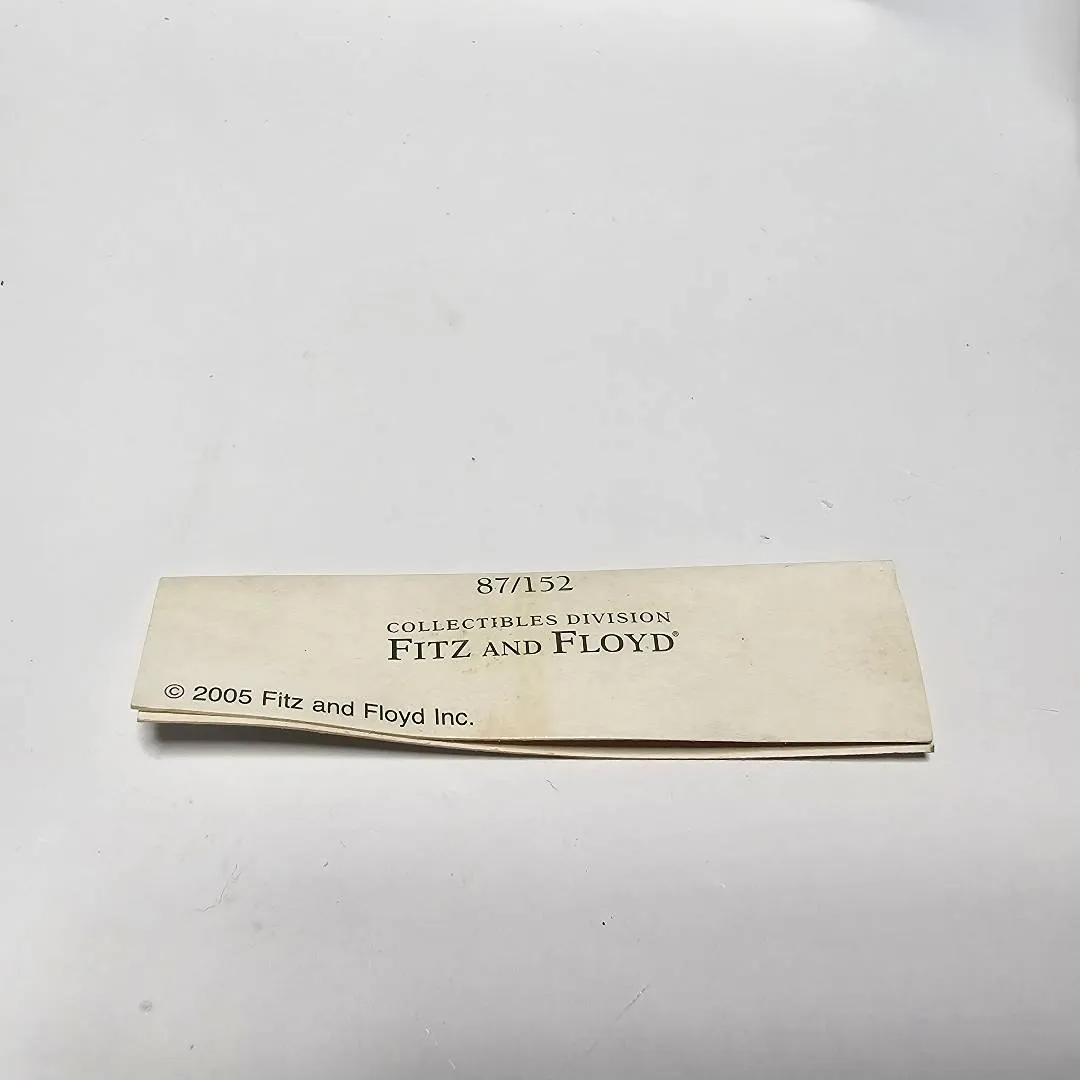 87/152
COLLECTIBLES DIVISION
FITZ AND FLOYD®
© 2005 Fitz and Floyd Inc.